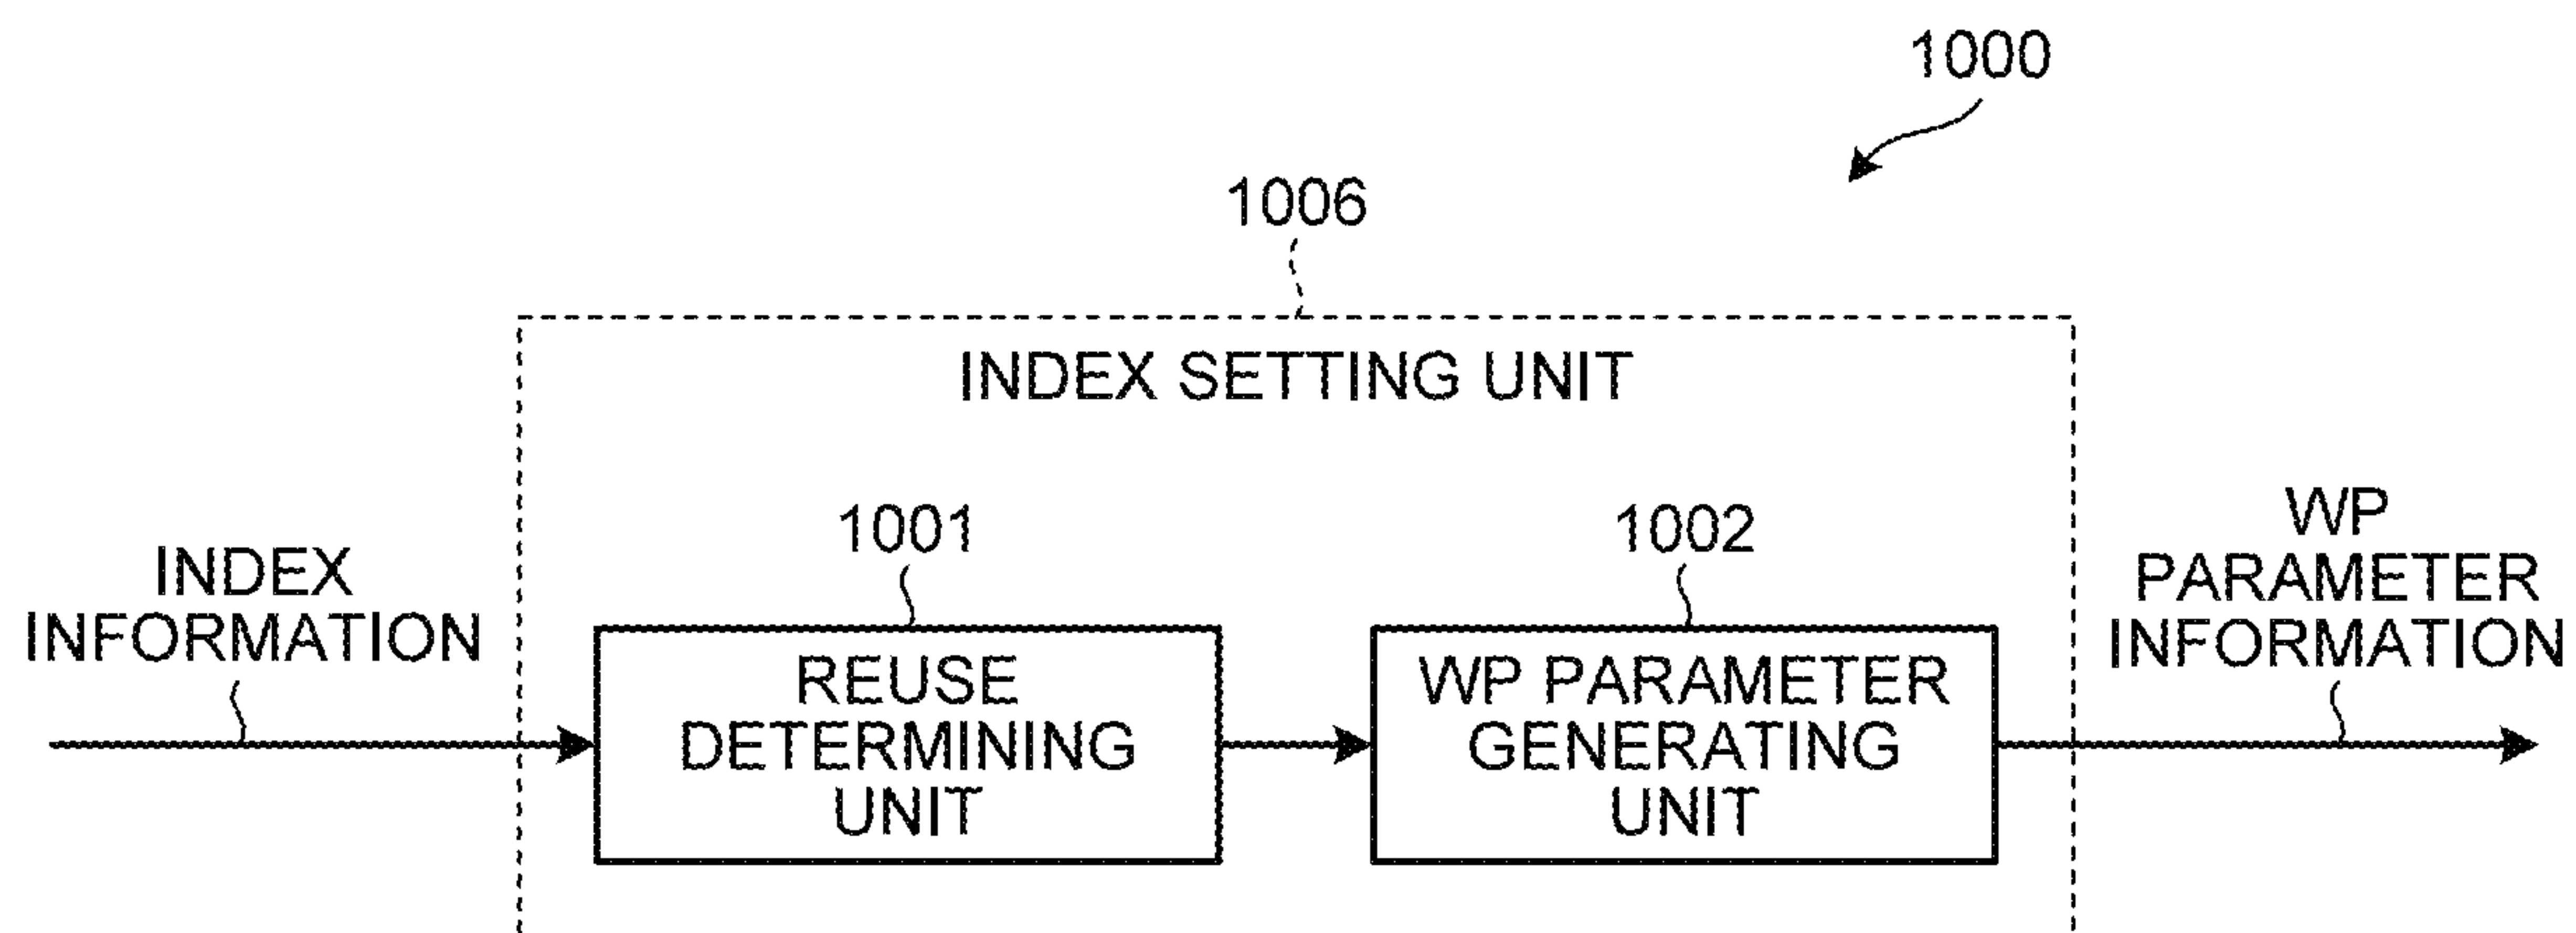 1000
1006
INDEX SETTING UNIT
INDEX
INFORMATION
1001
REUSE
DETERMINING
UNIT
1002
WP PARAMETER
GENERATING
UNIT
WP
PARAMETER
INFORMATION